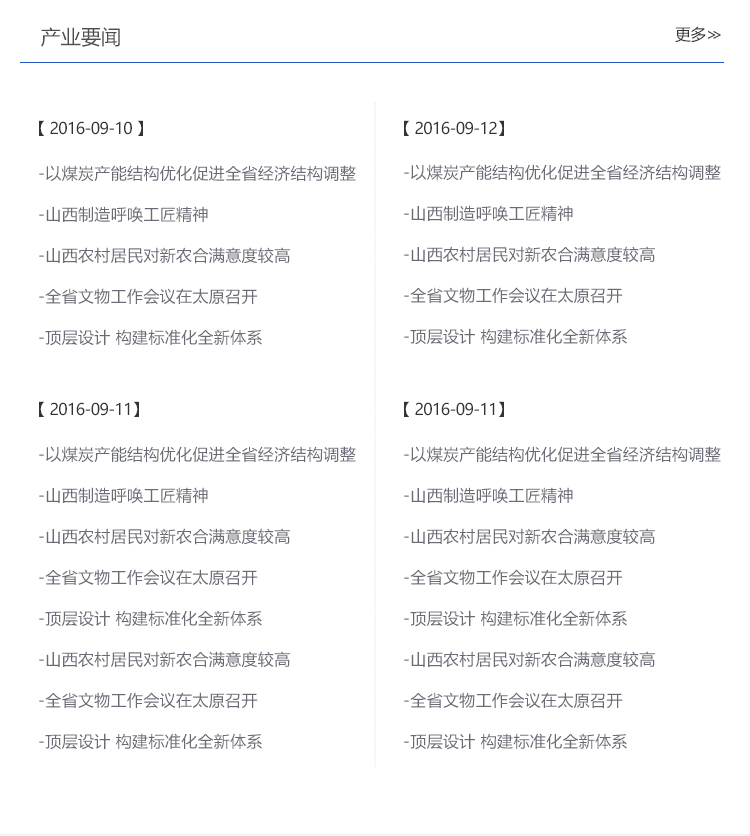 产业要闻
更多≫
【 2016-09-10 】
-以煤炭产能结构优化促进全省经济结构调整
-山西制造呼唤工匠精神
-山西农村居民对新农合满意度较高
-全省文物工作会议在太原召开
-顶层设计 构建标准化全新体系
【 2016-09-11】
-以煤炭产能结构优化促进全省经济结构调整
-山西制造呼唤工匠精神
-山西农村居民对新农合满意度较高
-全省文物工作会议在太原召开
-顶层设计 构建标准化全新体系
-山西农村居民对新农合满意度较高
-全省文物工作会议在太原召开
-顶层设计 构建标准化全新体系
【 2016-09-12】
-以煤炭产能结构优化促进全省经济结构调整
-山西制造呼唤工匠精神
-山西农村居民对新农合满意度较高
-全省文物工作会议在太原召开
-顶层设计 构建标准化全新体系
【 2016-09-11】
-以煤炭产能结构优化促进全省经济结构调整
-山西制造呼唤工匠精神
-山西农村居民对新农合满意度较高
-全省文物工作会议在太原召开
-顶层设计 构建标准化全新体系
-山西农村居民对新农合满意度较高
-全省文物工作会议在太原召开
-顶层设计 构建标准化全新体系